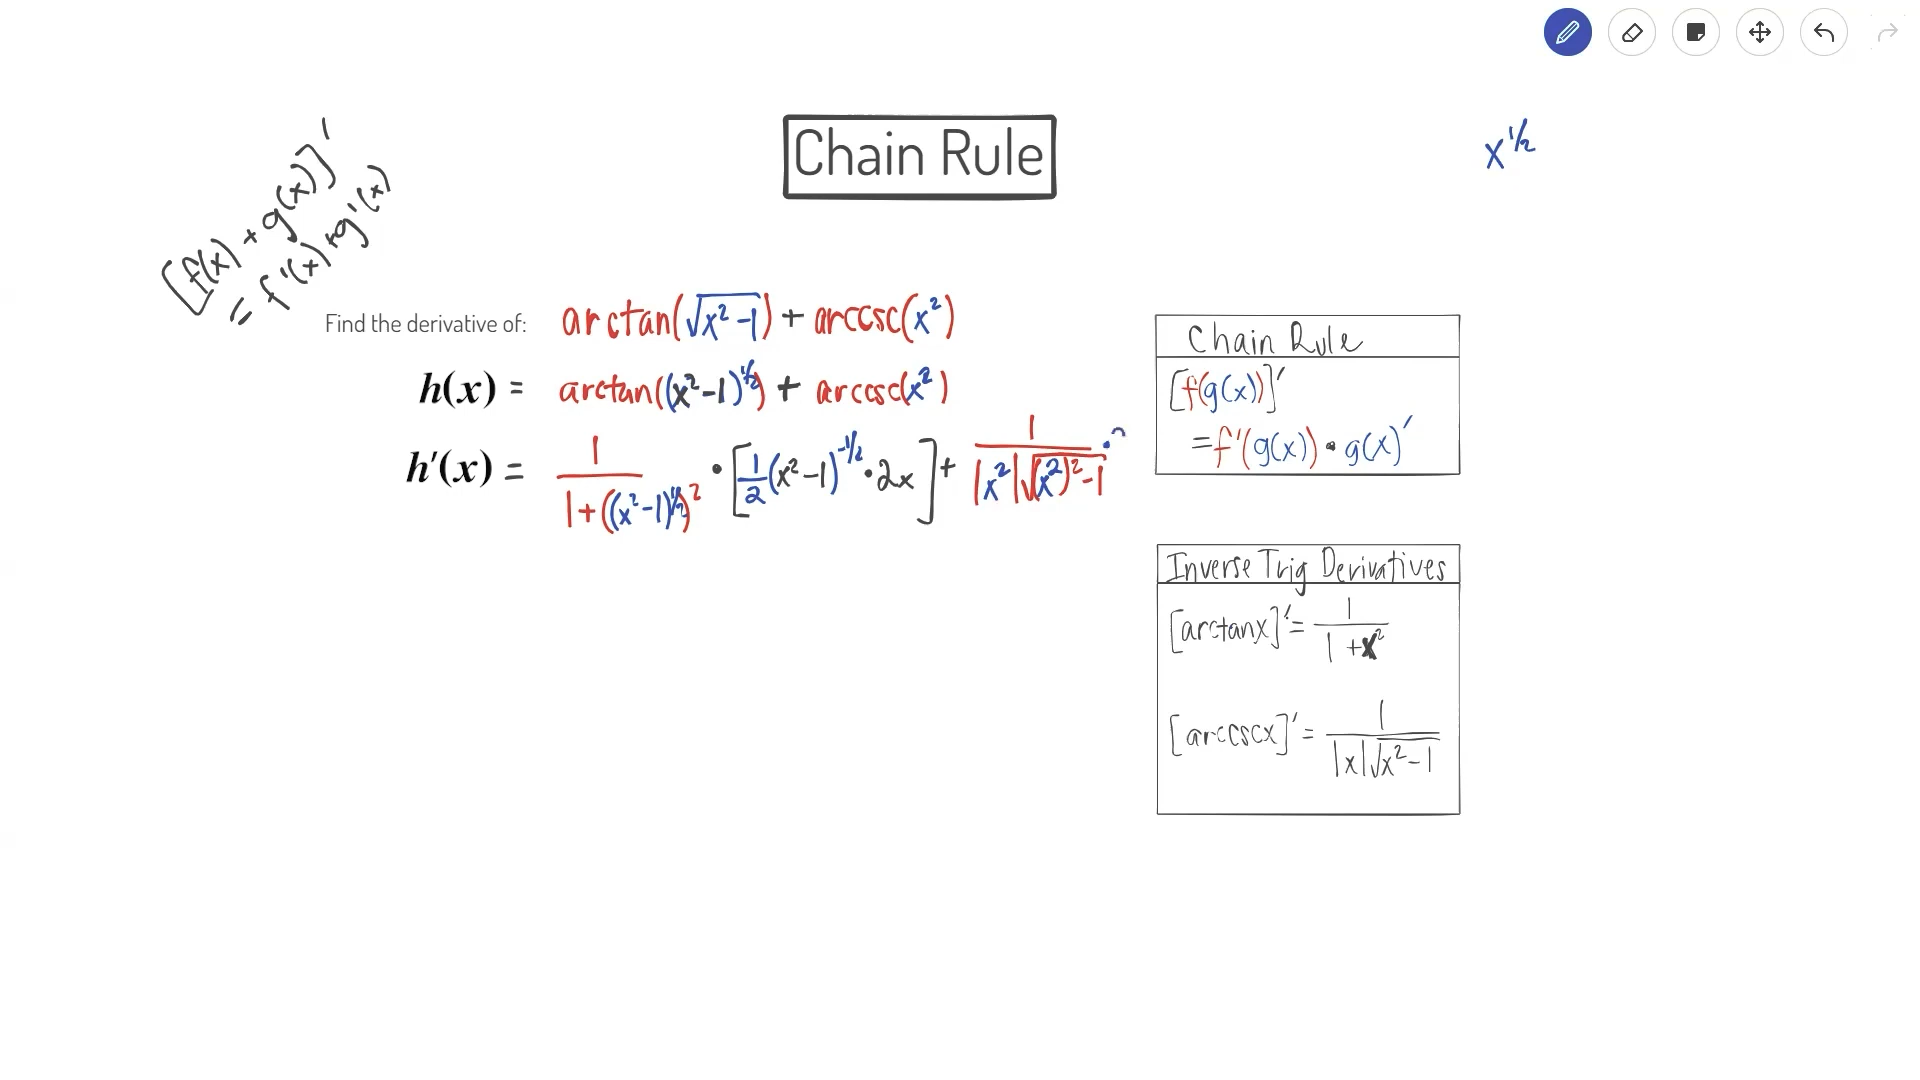 Chain Rule
x^1/2
[f(x) + g(x)]'
= f'(x) + g'(x)
Find the derivative of: arctan(√x²-1) + arccsc(x²)
h(x) = arctan((x²-1)^1/2) + arccsc(x²)
h'(x) = 1/(1+((x²-1)^1/2)²) • [1/2(x²-1)^-1/2 • 2x] + 1/(|x²|√(x²)²-1) •
Chain Rule
[f(g(x))]'
= f'(g(x)) • g(x)'
Inverse Trig Derivatives
[arctanx]' = 1/(1+x²)
[arccscx]' = 1/(|x|√x²-1)